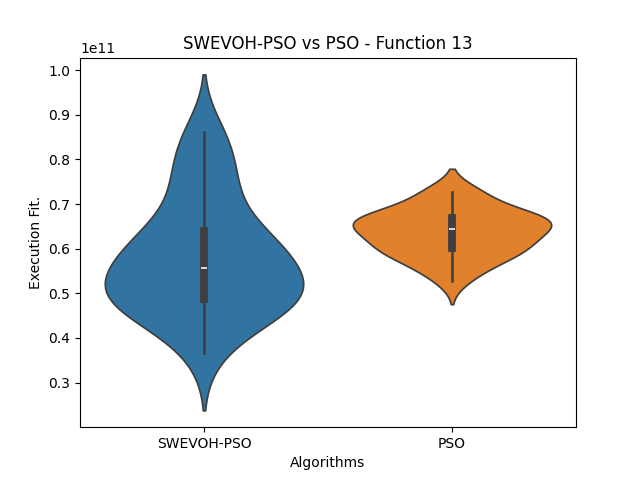 SWEVOH-PSO vs PSO - Function 13
1e11
1.0
0.9
0.8
0.7
0.6
0.5
0.4
0.3
Execution Fit.
SWEVOH-PSO
PSO
Algorithms